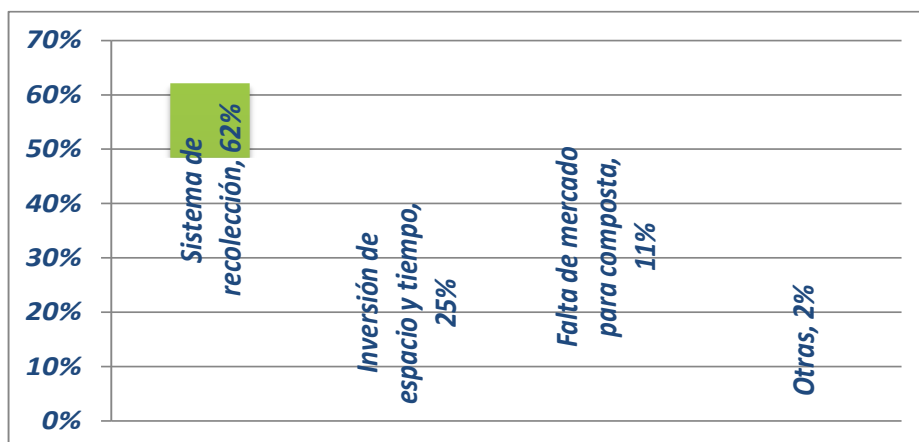 70%
60%
50%
40%
30%
20%
10%
0%
Sistema de
recolección, 62%
Inversión de
espacio y tiempo,
25%
Falta de mercado
para composta,
11%
Otras, 2%